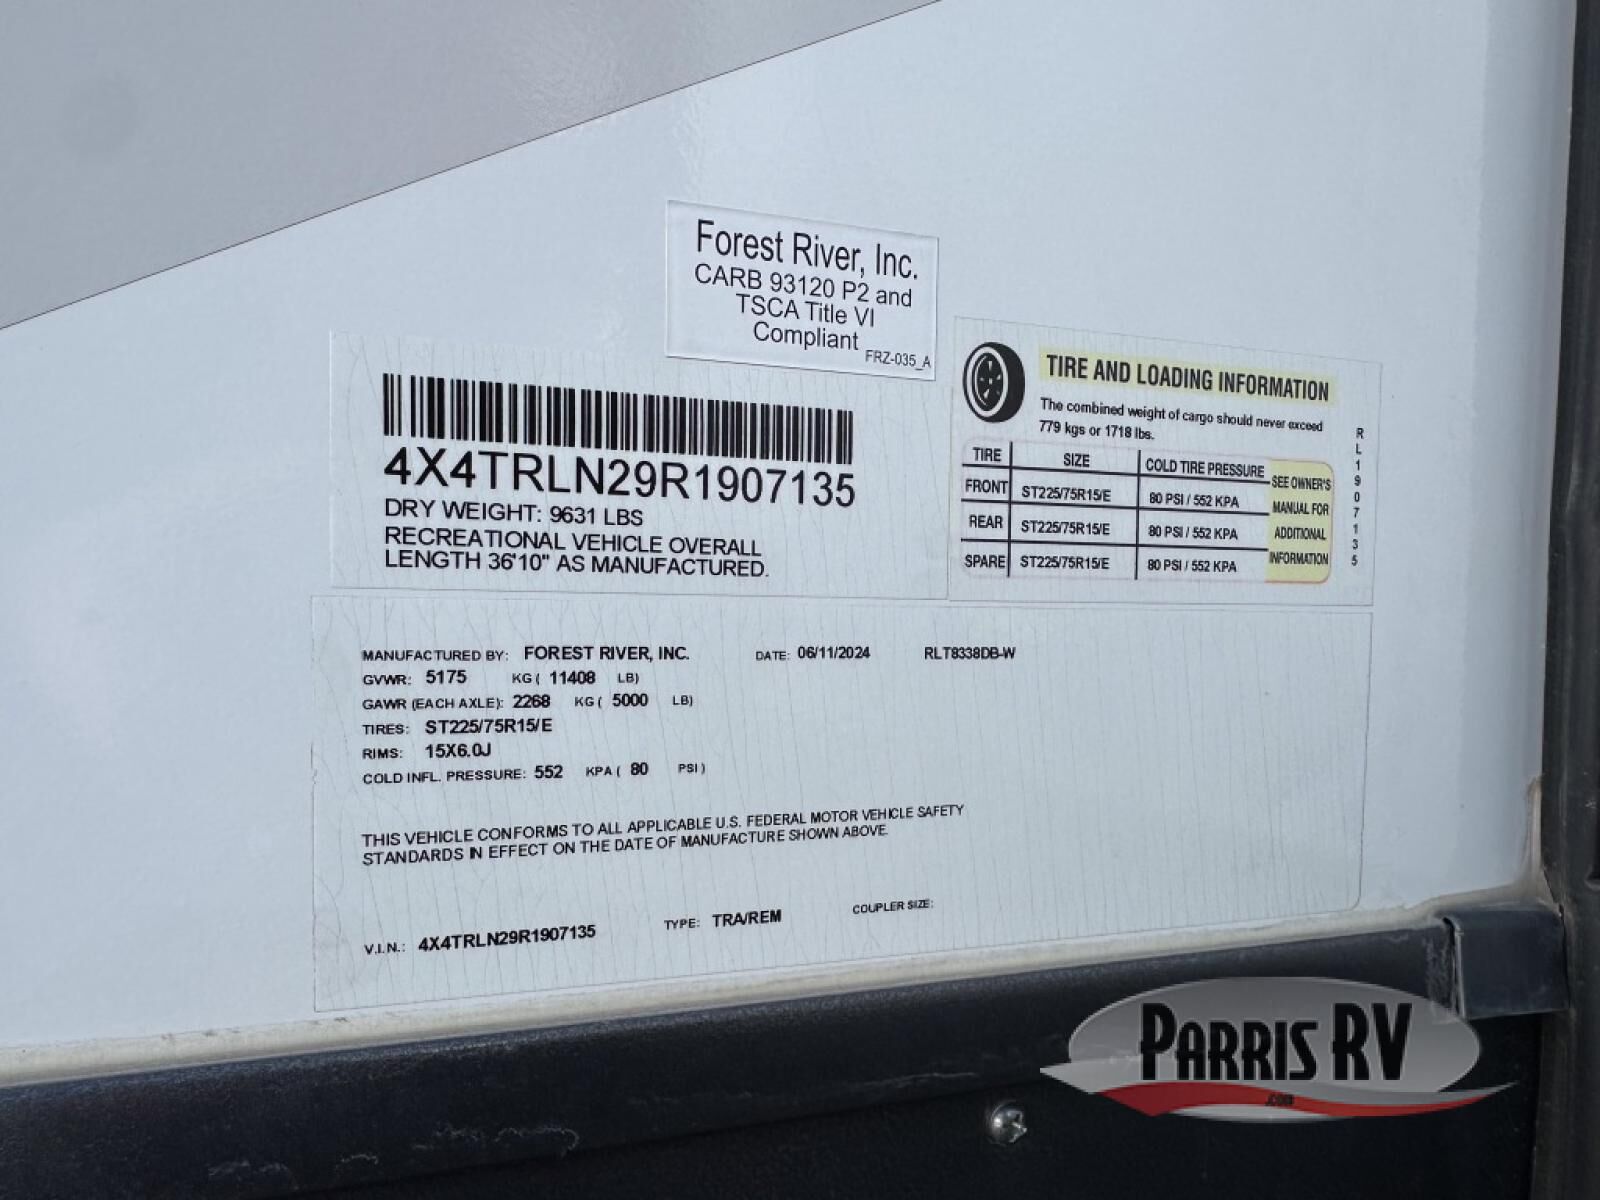 Forest River, Inc.
CARB 93120 P2 and
TSCA Title VI
Compliant
FRZ-035_A
4X4TRLN29R1907135
DRY WEIGHT: 9631 LBS
RECREATIONAL VEHICLE OVERALL
LENGTH 36'10" AS MANUFACTURED.
TIRE AND LOADING INFORMATION
The combined weight of cargo should never exceed
779 kgs or 1718 lbs.
TIRE SIZE COLD TIRE PRESSURE
FRONT ST225/75R15/E 80 PSI / 552 KPA
REAR ST225/75R15/E 80 PSI / 552 KPA
SPARE ST225/75R15/E 80 PSI / 552 KPA
SEE OWNER'S
MANUAL FOR
ADDITIONAL
INFORMATION
RL1907135
MANUFACTURED BY: FOREST RIVER, INC. DATE: 06/11/2024 RLT8338DB-W
GVWR: 5175 KG ( 11408 LB)
GAWR (EACH AXLE): 2268 KG ( 5000 LB)
TIRES: ST225/75R15/E
RIMS: 15X6.0J
COLD INFL. PRESSURE: 552 KPA ( 80 PSI )
THIS VEHICLE CONFORMS TO ALL APPLICABLE U.S. FEDERAL MOTOR VEHICLE SAFETY
STANDARDS IN EFFECT ON THE DATE OF MANUFACTURE SHOWN ABOVE.
V.I.N.: 4X4TRLN29R1907135 TYPE: TRA/REM COUPLER SIZE:
PARRIS RV
.com